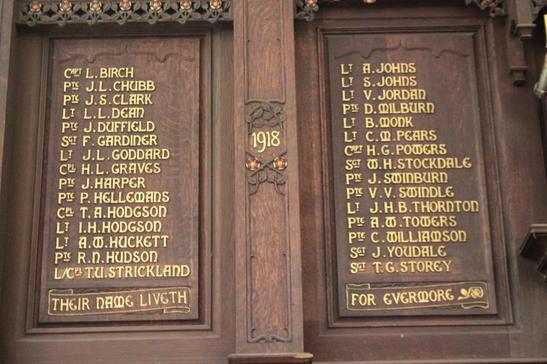 CAPT L. BIRCH
PTE J.L. CHUBB
PTE J.S. CLARK
LT L.L. DEAN
PTE J. DUFFIELD
SGT F. GARDINER
LT J.L. GODDARD
CPL H.L. GRAVES
PTE J. HARPER
PTE P. HELLEMANS
CPL T.A. HODGSON
LT I.H. HODGSON
LT A.W. HUCKETT
PTE R.N. HUDSON
L/CPL T.U. STRICKLAND
THEIR NAME LIVETH
1918
LT A. JOHNS
LT S. JOHNS
LT V. JORDAN
PTE D. MILBURN
LT B. MONK
LT C.M. PEARS
CAPT H.G. POWERS
SGT W.H. STOCKDALE
PTE J. SWINBURN
PTE V.V. SWINDLE
LT J.H.B. THORNTON
PTE A.W. TOWERS
PTE C. WILLIAMSON
SGT J. YOUDALE
SGT T.G. STOREY
FOR EVERMORE